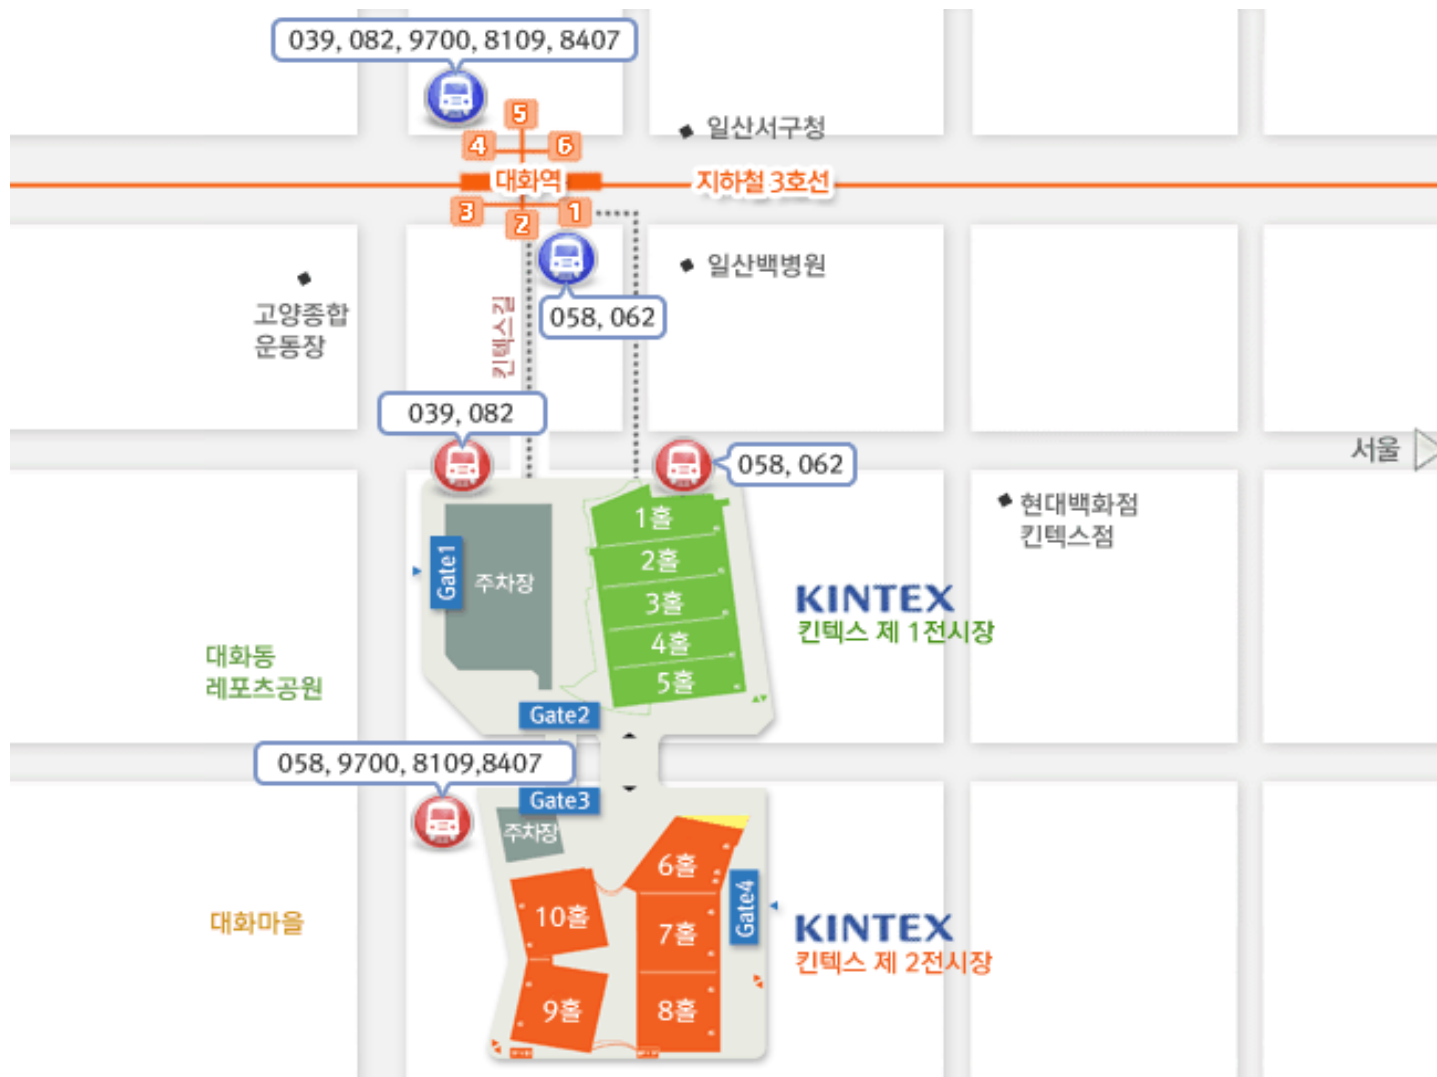 039, 082, 9700, 8109, 8407
5
4
6
일산서구청
대화역
지하철 3호선
3
2
1
일산백병원
고양종합
운동장
킨텍스길
058, 062
039, 082
058, 062
서울
현대백화점
킨텍스점
1홀
2홀
3홀
4홀
5홀
Gate1
주차장
KINTEX
킨텍스 제 1전시장
대화동
레포츠공원
Gate2
058, 9700, 8109,8407
Gate3
주차장
6홀
7홀
8홀
9홀
10홀
Gate4
대화마을
KINTEX
킨텍스 제 2전시장